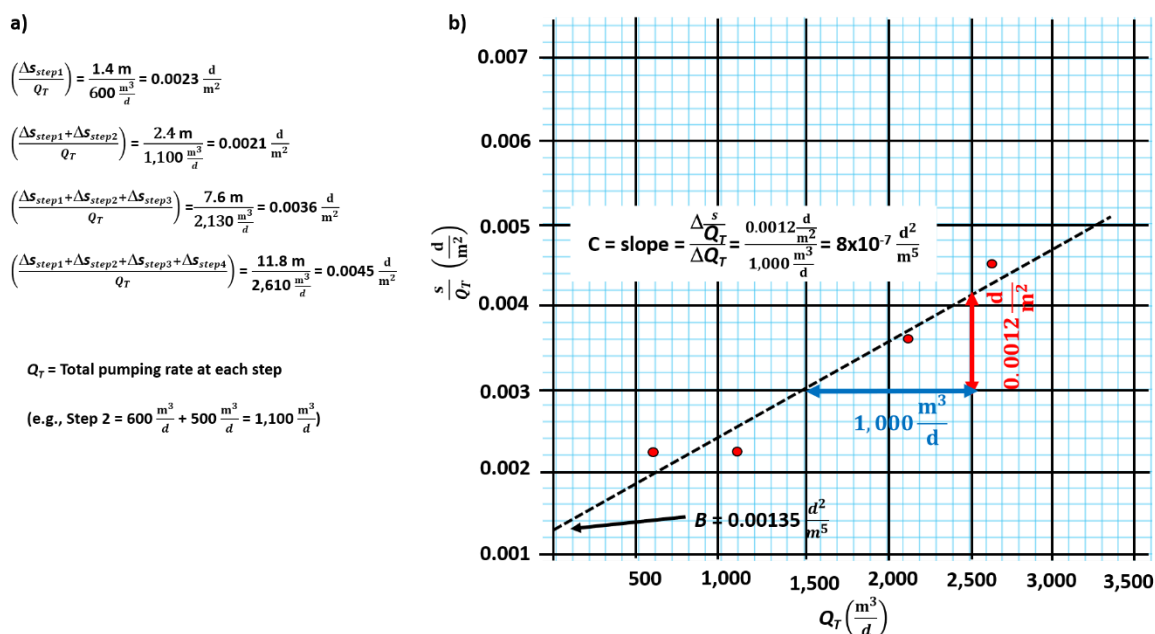 a)
(Δs_step1 / Q_T) = 1.4 m / 600 m³/d = 0.0023 d/m²
(Δs_step1+Δs_step2 / Q_T) = 2.4 m / 1,100 m³/d = 0.0021 d/m²
(Δs_step1+Δs_step2+Δs_step3 / Q_T) = 7.6 m / 2,130 m³/d = 0.0036 d/m²
(Δs_step1+Δs_step2+Δs_step3+Δs_step4 / Q_T) = 11.8 m / 2,610 m³/d = 0.0045 d/m²
Q_T = Total pumping rate at each step
(e.g., Step 2 = 600 m³/d + 500 m³/d = 1,100 m³/d)
b)
0.007
0.006
0.005
0.004
0.003
0.002
0.001
s/Q_T (d/m²)
C = slope = Δ s/Q_T / ΔQ_T = 0.0012 d/m² / 1,000 m³/d = 8x10⁻⁷ d²/m⁵
0.0012 d/m²
1,000 m³/d
B = 0.00135 d²/m⁵
500
1,000
1,500
2,000
2,500
3,000
3,500
Q_T (m³/d)